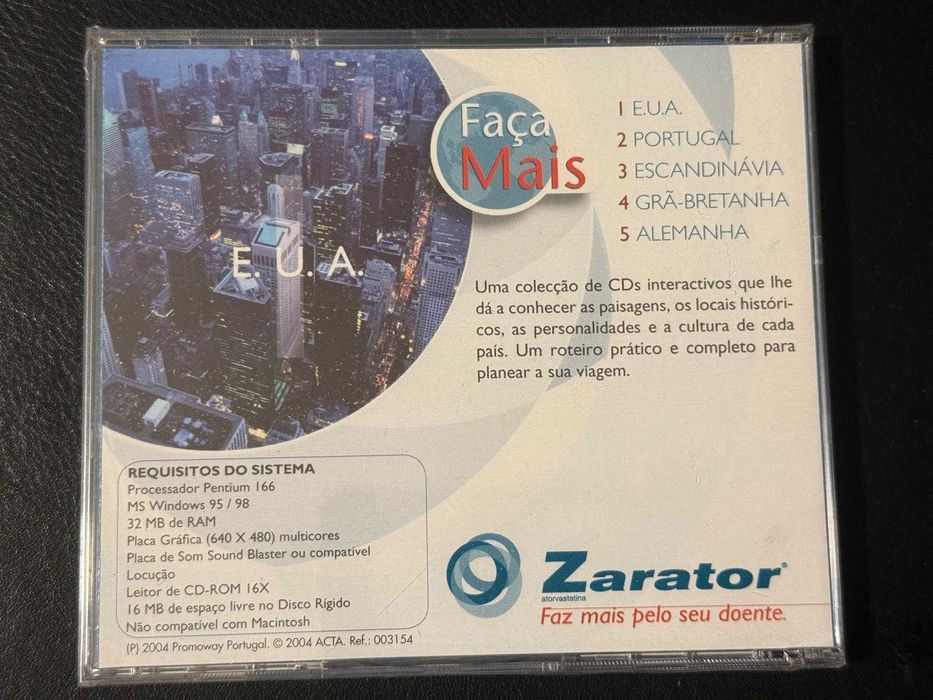 E. U. A.
Faça
Mais
1 E.U.A.
2 PORTUGAL
3 ESCANDINÁVIA
4 GRÃ-BRETANHA
5 ALEMANHA
Uma colecção de CDs interactivos que lhe
dá a conhecer as paisagens, os locais históri-
cos, as personalidades e a cultura de cada
país. Um roteiro prático e completo para
planear a sua viagem.
REQUISITOS DO SISTEMA
Processador Pentium 166
MS Windows 95 / 98
32 MB de RAM
Placa Gráfica (640 X 480) multicores
Placa de Som Sound Blaster ou compatível
Locução
Leitor de CD-ROM 16X
16 MB de espaço livre no Disco Rígido
Não compatível com Macintosh
(P) 2004 Promoway Portugal. © 2004 ACTA. Ref.: 003154
Zarator®
atorvastatina
Faz mais pelo seu doente.